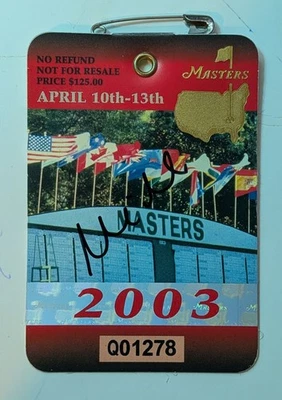 NO REFUND
NOT FOR RESALE
PRICE $125.00
MASTERS
APRIL 10th-13th
MASTERS
2003
Q01278